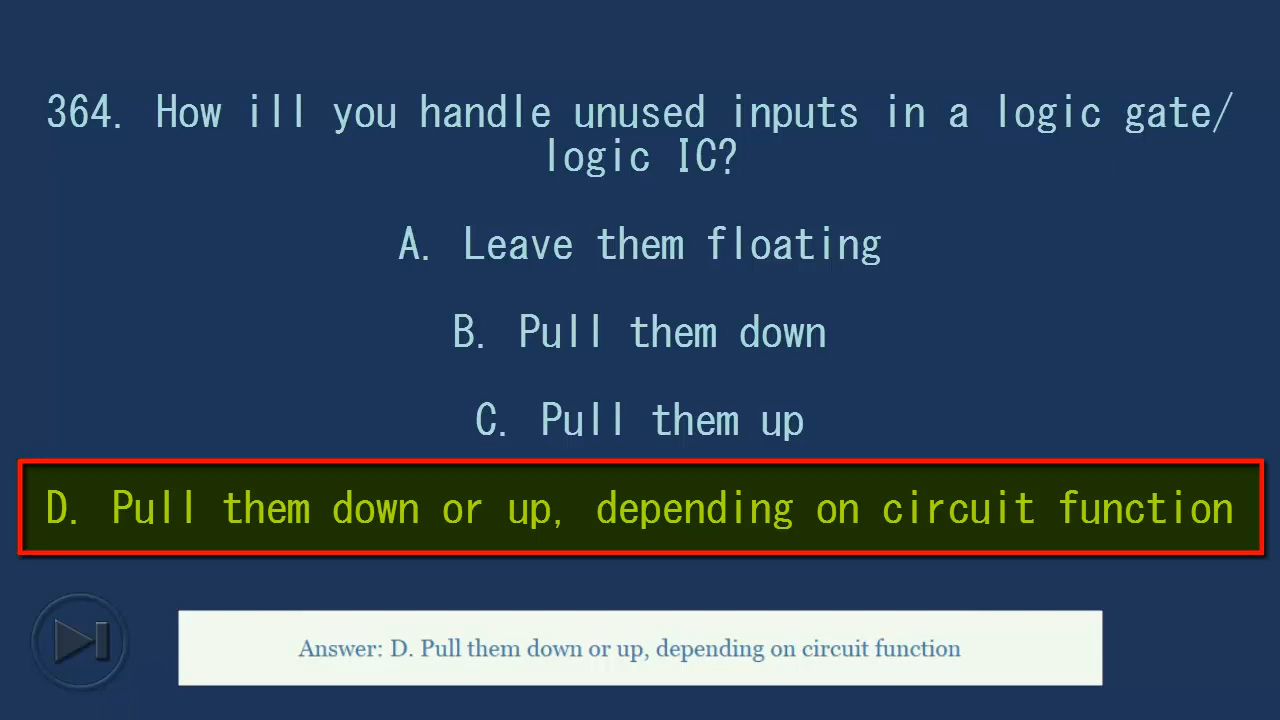 364. How ill you handle unused inputs in a logic gate/
logic IC?
A. Leave them floating
B. Pull them down
C. Pull them up
D. Pull them down or up, depending on circuit function
Answer: D. Pull them down or up, depending on circuit function